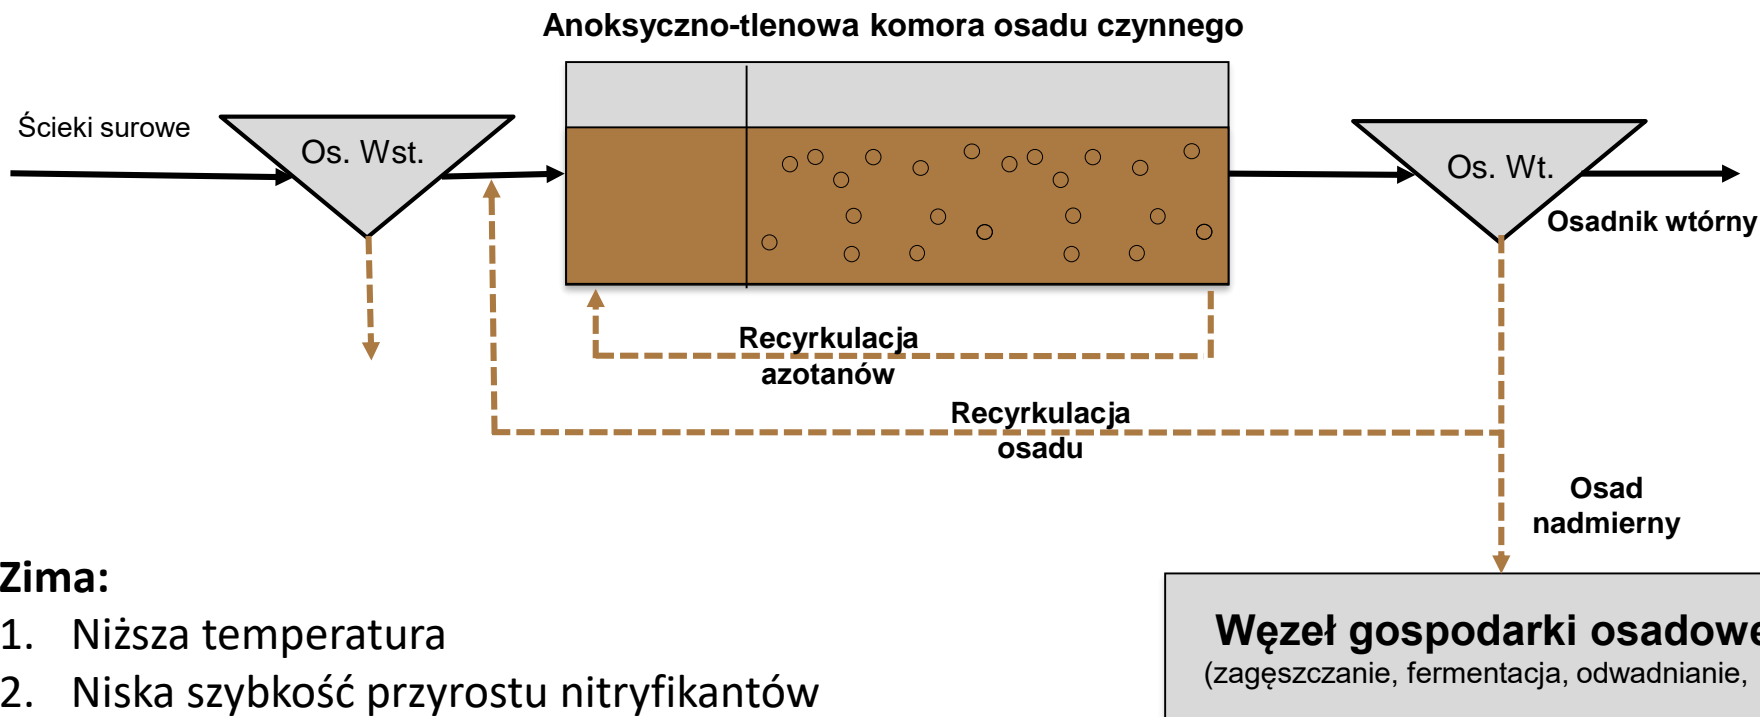 Anoksyczno-tlenowa komora osadu czynnego
Ścieki surowe
Os. Wst.
Os. Wt.
Osadnik wtórny
Recyrkulacja
azotanów
Recyrkulacja
osadu
Osad
nadmierny
Zima:
1. Niższa temperatura
2. Niska szybkość przyrostu nitryfikantów
Węzeł gospodarki osadowe
(zagęszczanie, fermentacja, odwadnianie,